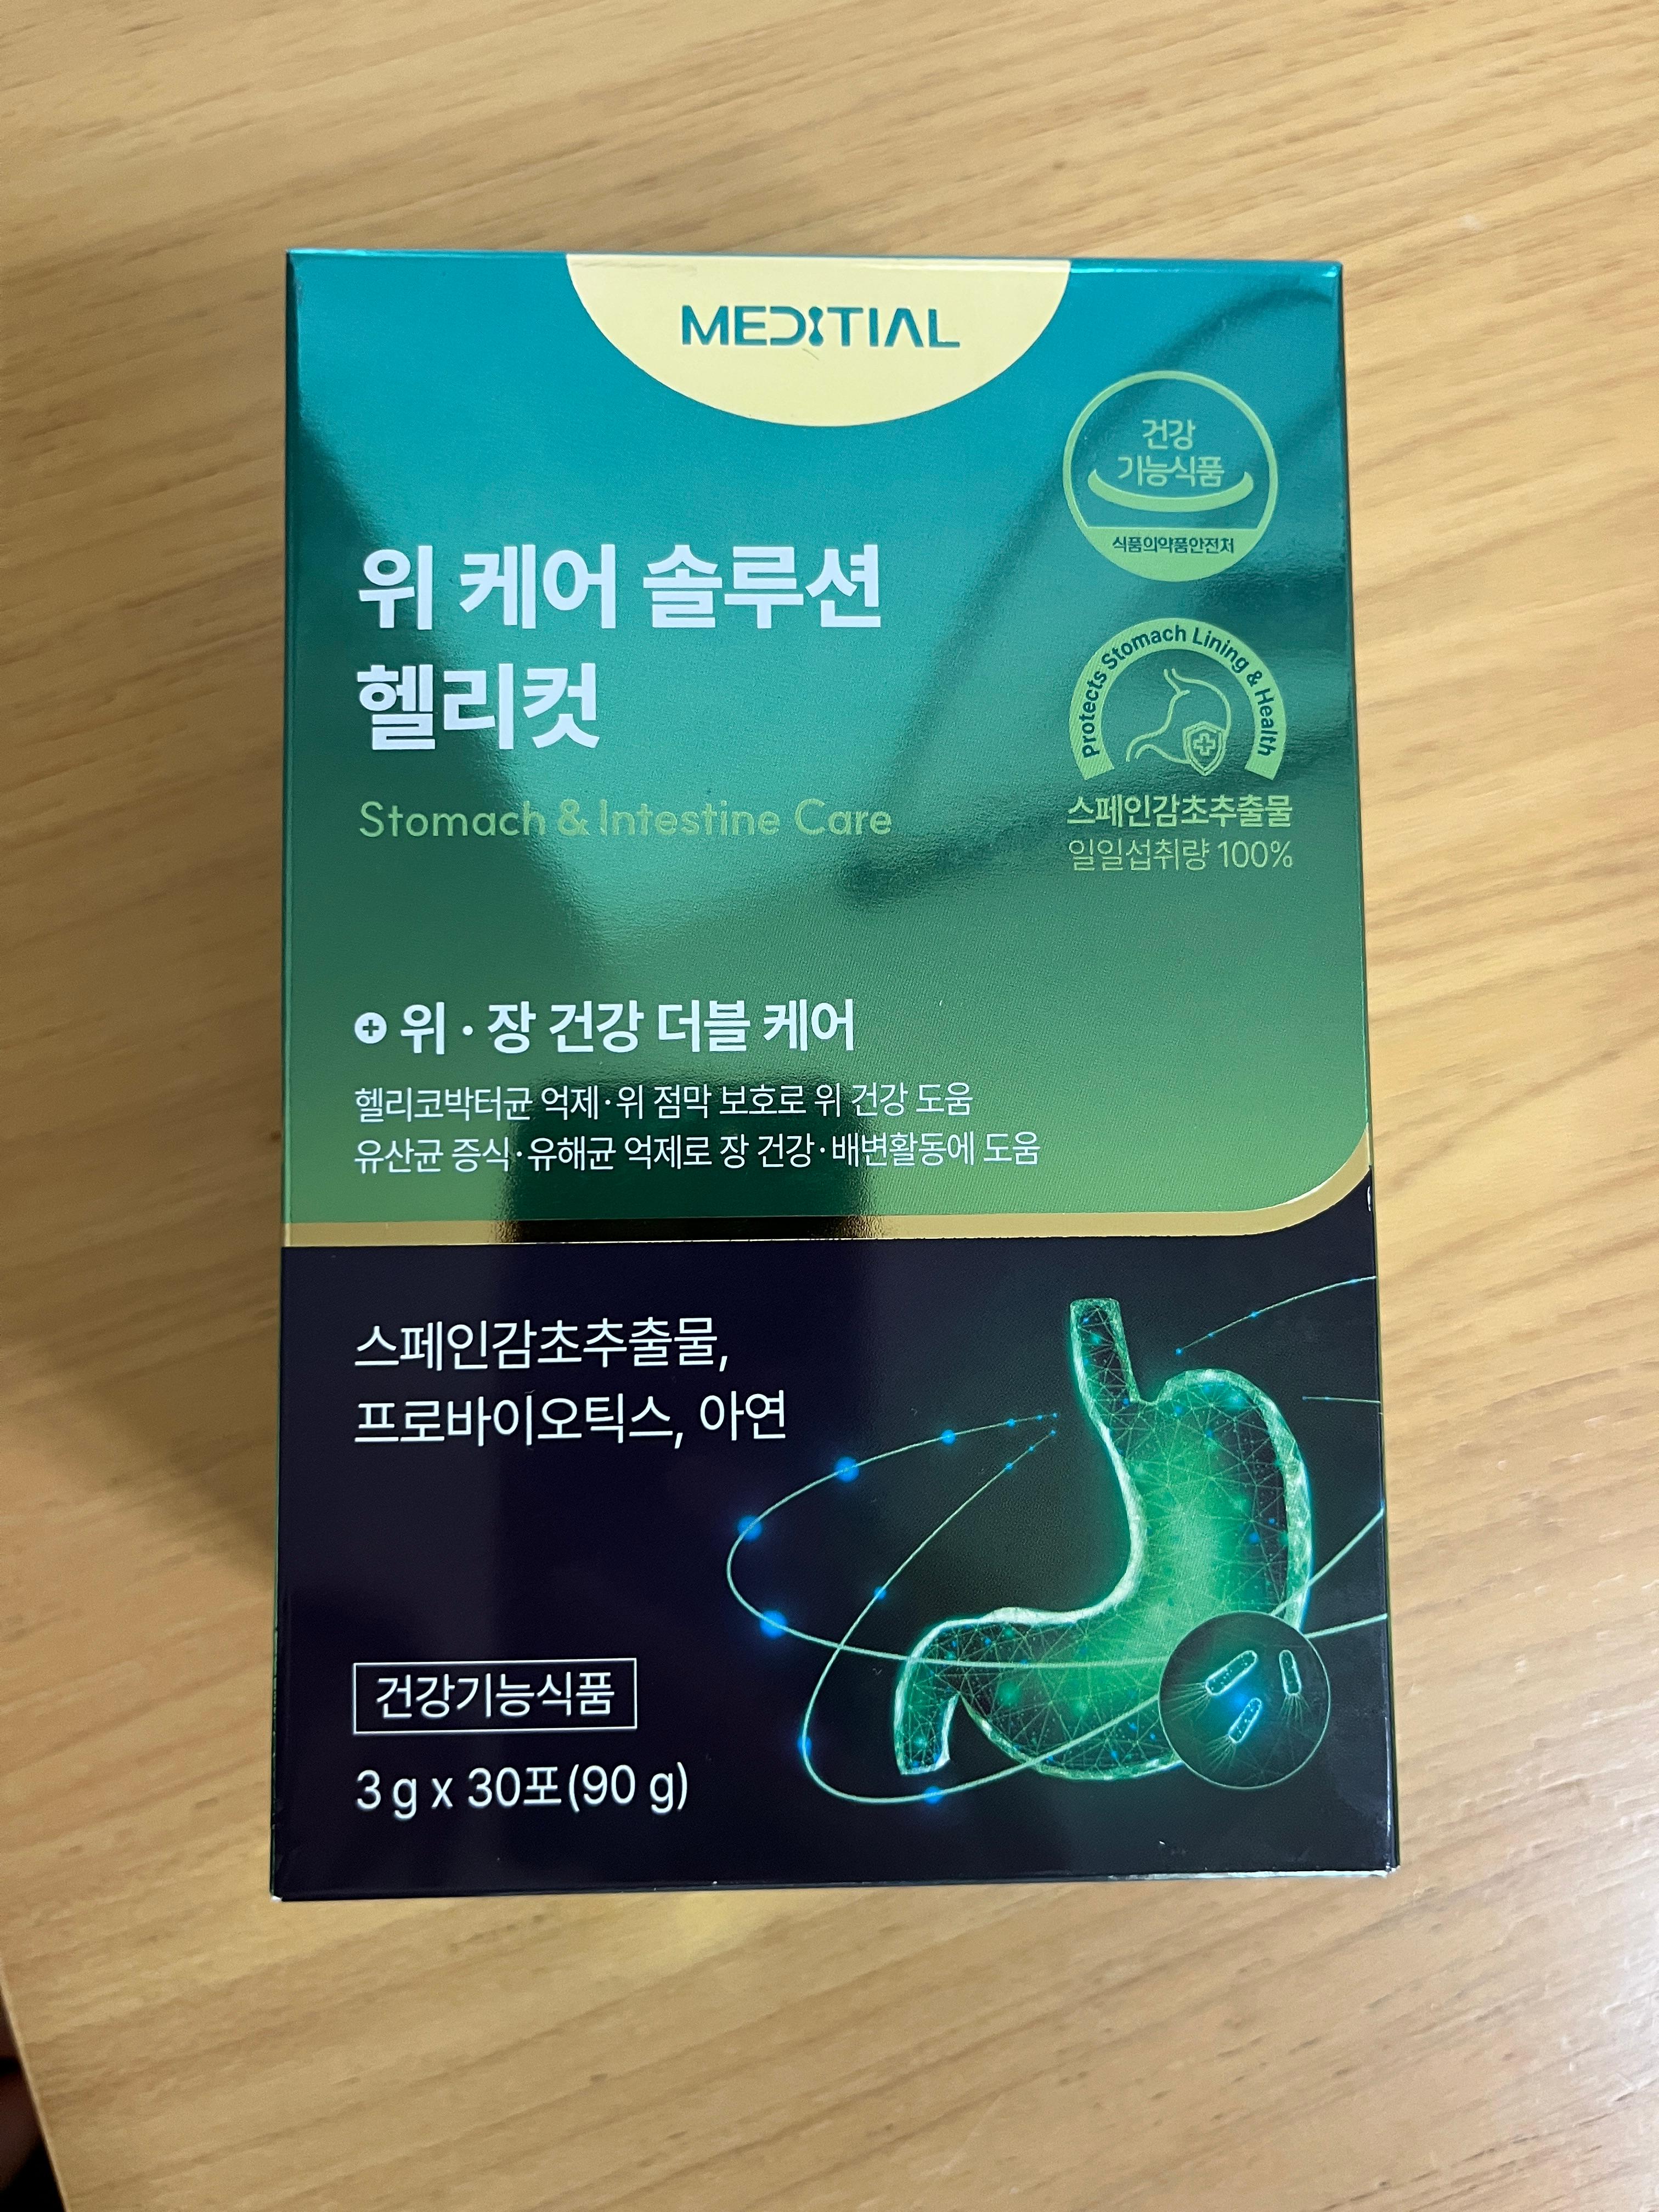 MEDITIAL
건강
기능식품
식품의약품안전처
위 케어 솔루션
헬리컷
Stomach & Intestine Care
Protects Stomach Lining & Health
스페인감초추출물
일일섭취량 100%
위·장 건강 더블 케어
헬리코박터균 억제·위 점막 보호로 위 건강 도움
유산균 증식·유해균 억제로 장 건강·배변활동에 도움
스페인감초추출물,
프로바이오틱스, 아연
건강기능식품
3 g x 30포(90 g)